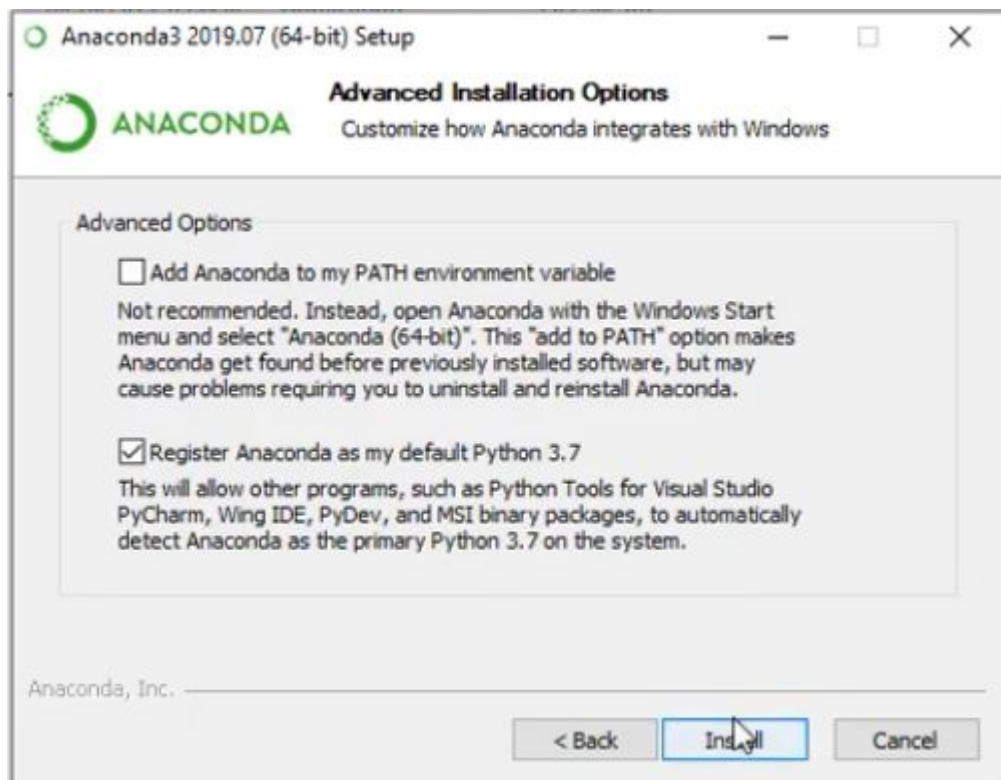 Anaconda3 2019.07 (64-bit) Setup
ANACONDA
Advanced Installation Options
Customize how Anaconda integrates with Windows
Advanced Options
Add Anaconda to my PATH environment variable
Not recommended. Instead, open Anaconda with the Windows Start
menu and select "Anaconda (64-bit)". This "add to PATH" option makes
Anaconda get found before previously installed software, but may
cause problems requiring you to uninstall and reinstall Anaconda.
Register Anaconda as my default Python 3.7
This will allow other programs, such as Python Tools for Visual Studio
PyCharm, Wing IDE, PyDev, and MSI binary packages, to automatically
detect Anaconda as the primary Python 3.7 on the system.
Anaconda, Inc.
< Back
Install
Cancel